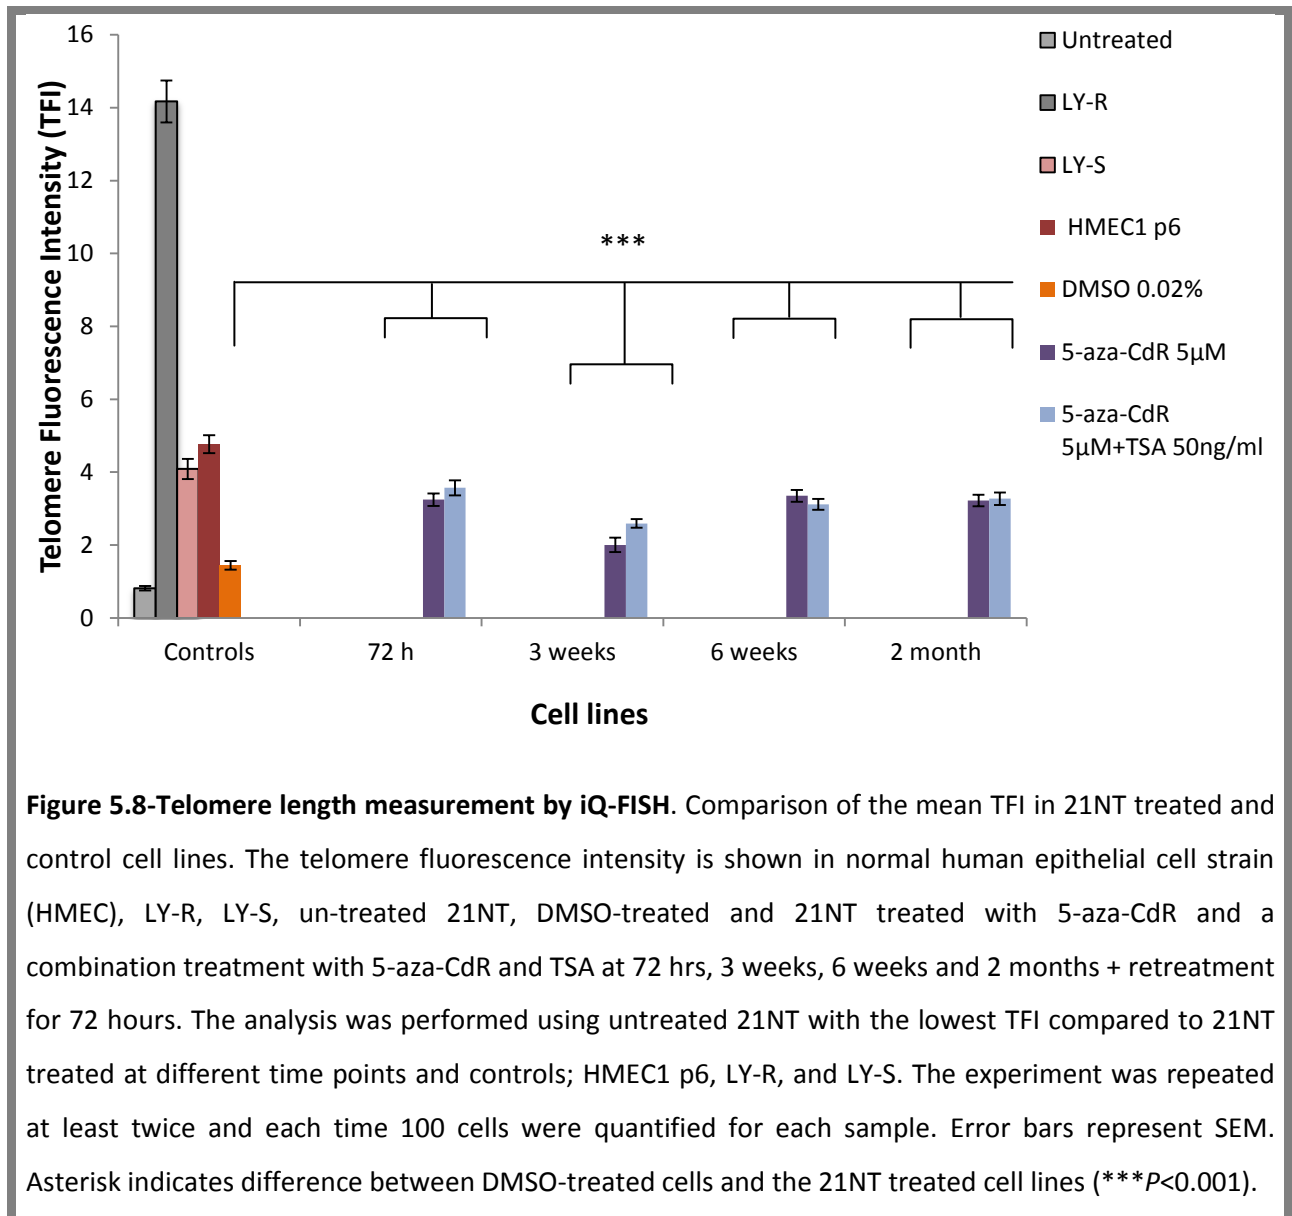 16
14
12
10
8
6
4
2
0
Telomere Fluorescence Intensity (TFI)
***
Controls
72 h
3 weeks
6 weeks
2 month
Cell lines
Untreated
LY-R
LY-S
HMEC1 p6
DMSO 0.02%
5-aza-CdR 5µM
5-aza-CdR
5µM+TSA 50ng/ml
Figure 5.8-Telomere length measurement by iQ-FISH. Comparison of the mean TFI in 21NT treated and
control cell lines. The telomere fluorescence intensity is shown in normal human epithelial cell strain
(HMEC), LY-R, LY-S, un-treated 21NT, DMSO-treated and 21NT treated with 5-aza-CdR and a
combination treatment with 5-aza-CdR and TSA at 72 hrs, 3 weeks, 6 weeks and 2 months + retreatment
for 72 hours. The analysis was performed using untreated 21NT with the lowest TFI compared to 21NT
treated at different time points and controls; HMEC1 p6, LY-R, and LY-S. The experiment was repeated
at least twice and each time 100 cells were quantified for each sample. Error bars represent SEM.
Asterisk indicates difference between DMSO-treated cells and the 21NT treated cell lines (***P<0.001).